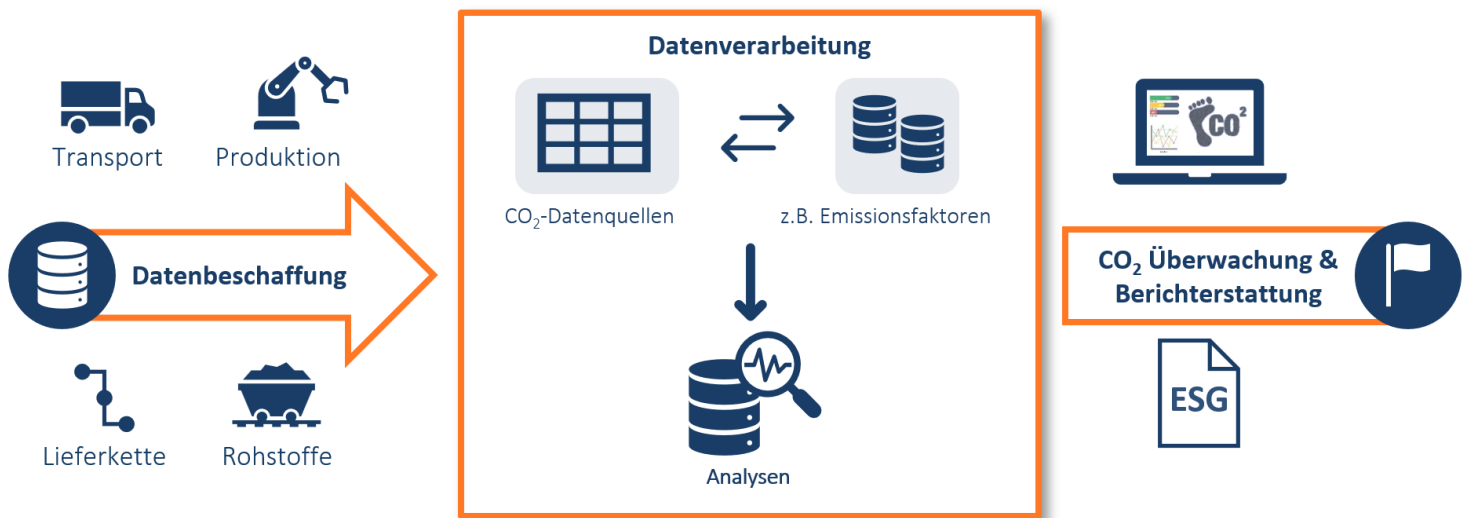 Transport
Produktion
Datenbeschaffung
Lieferkette
Rohstoffe
Datenverarbeitung
CO₂-Datenquellen
z.B. Emissionsfaktoren
Analysen
CO²
CO₂ Überwachung &
Berichterstattung
ESG